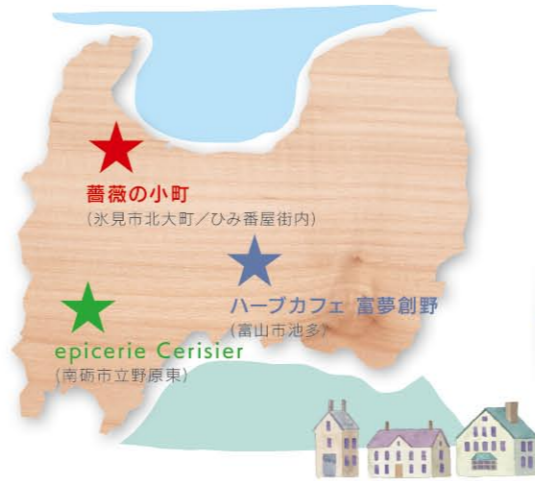 薔薇の小町
(氷見市北大町／ひみ番屋街内)
ハーブカフェ 富夢創野
(富山市池多)
epicerie Cerisier
(南砺市立野原東)